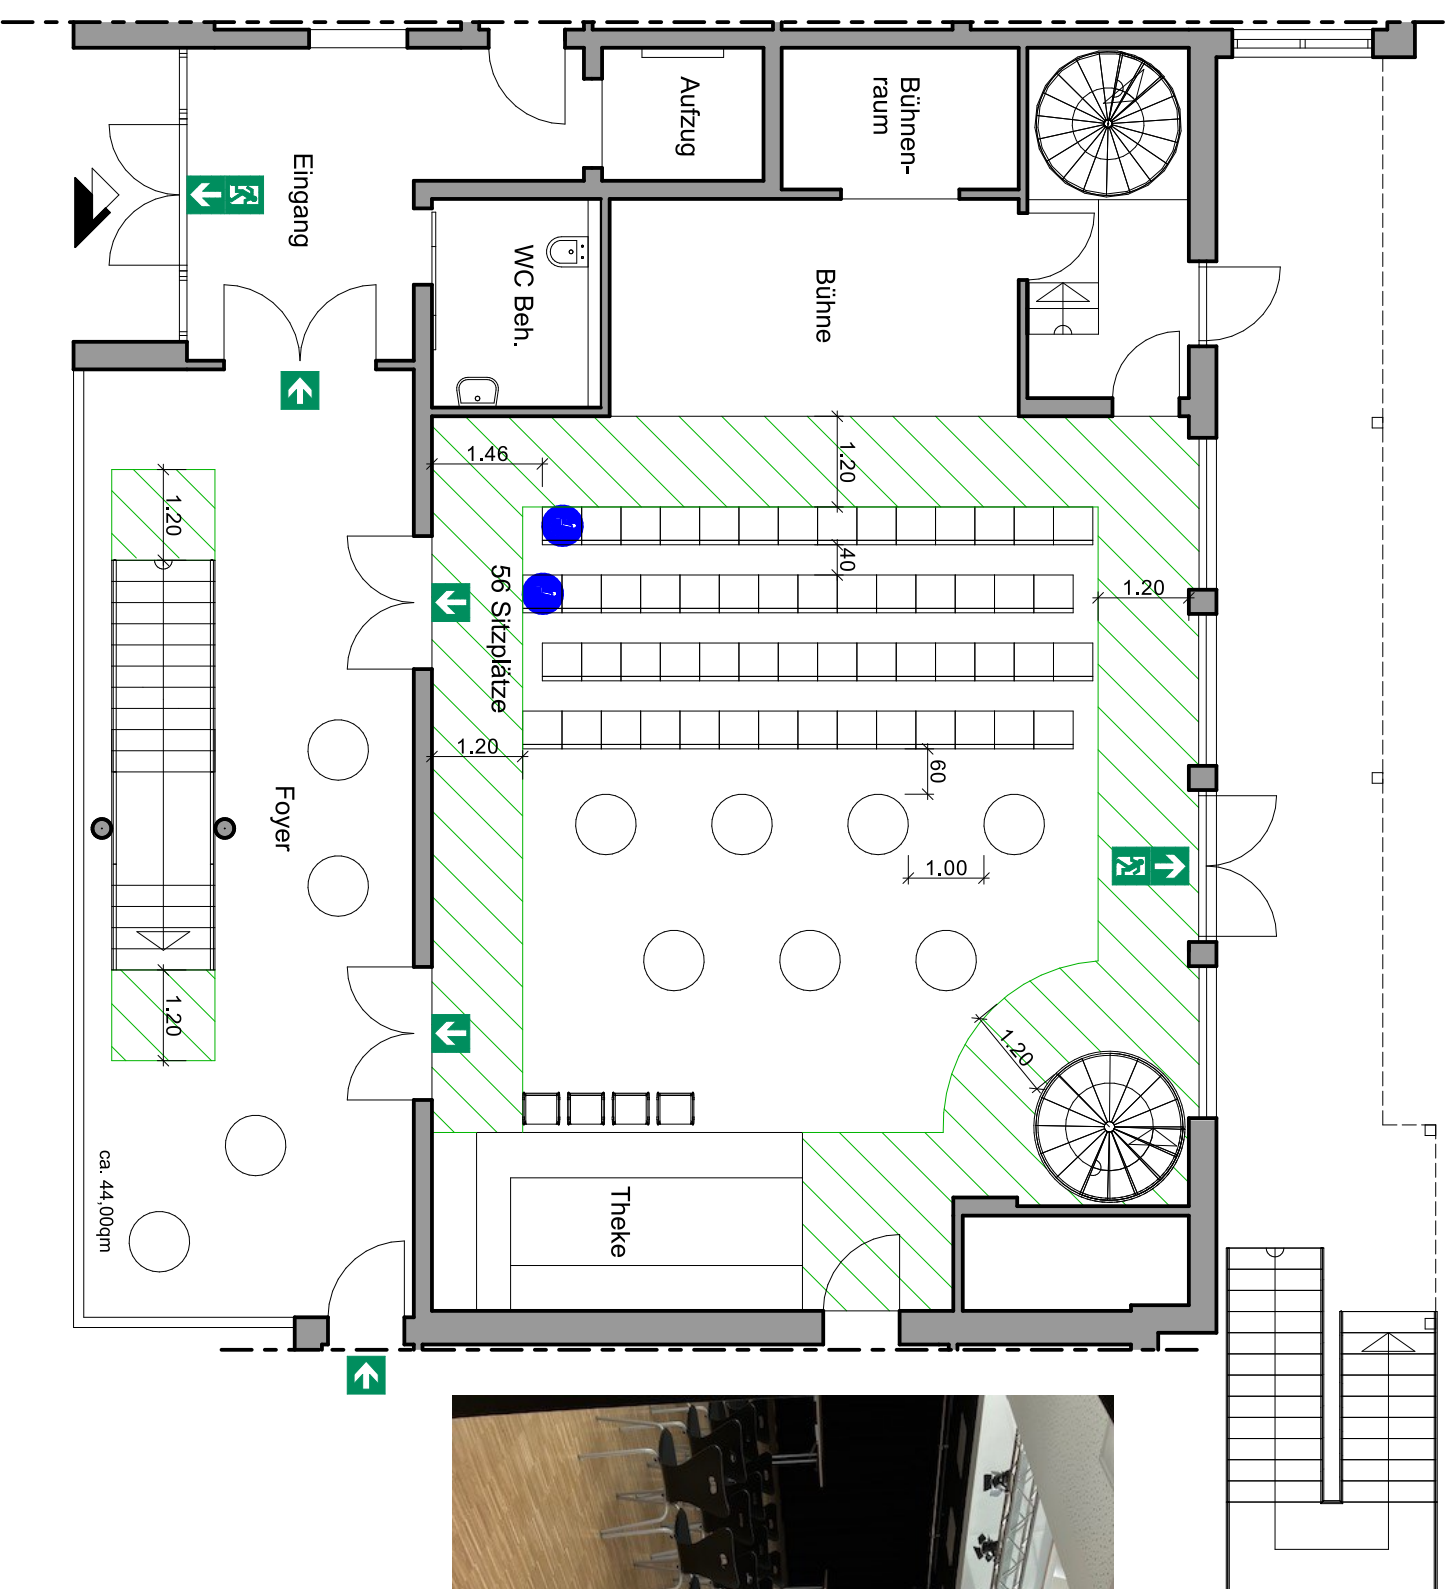 Aufzug
Bühnen-
raum
Eingang
WC Beh.
Bühne
1.46
1.20
1.20
40
56 Sitzplätze
1.20
1.20
60
Foyer
1.00
1.20
1.20
ca. 44,00qm
Theke